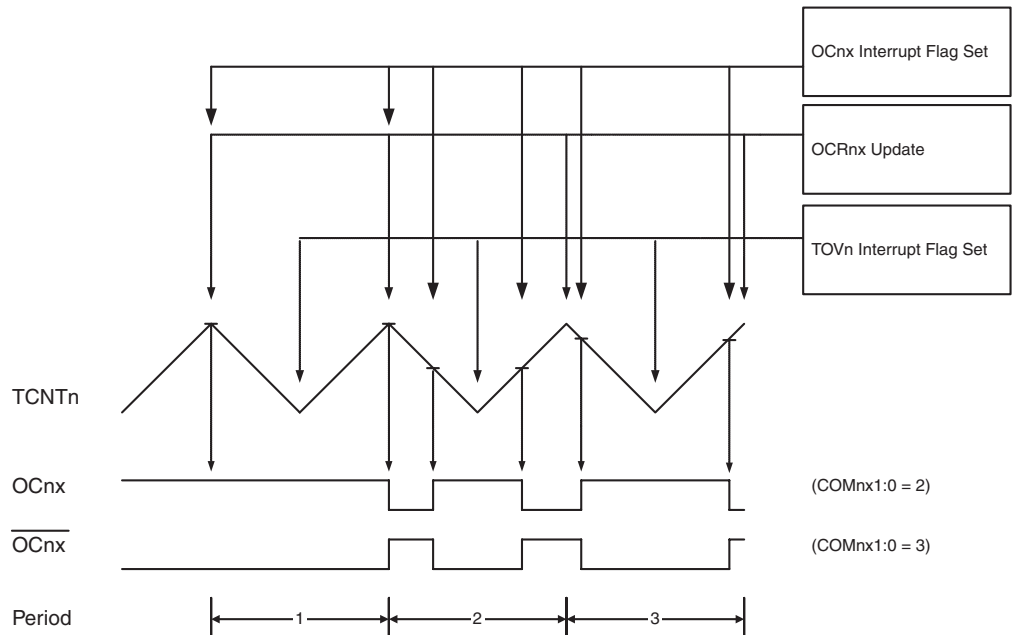 OCnx Interrupt Flag Set
OCRnx Update
TOVn Interrupt Flag Set
TCNTn
OCnx
(COMnx1:0 = 2)
OCnx
(COMnx1:0 = 3)
Period
1
2
3